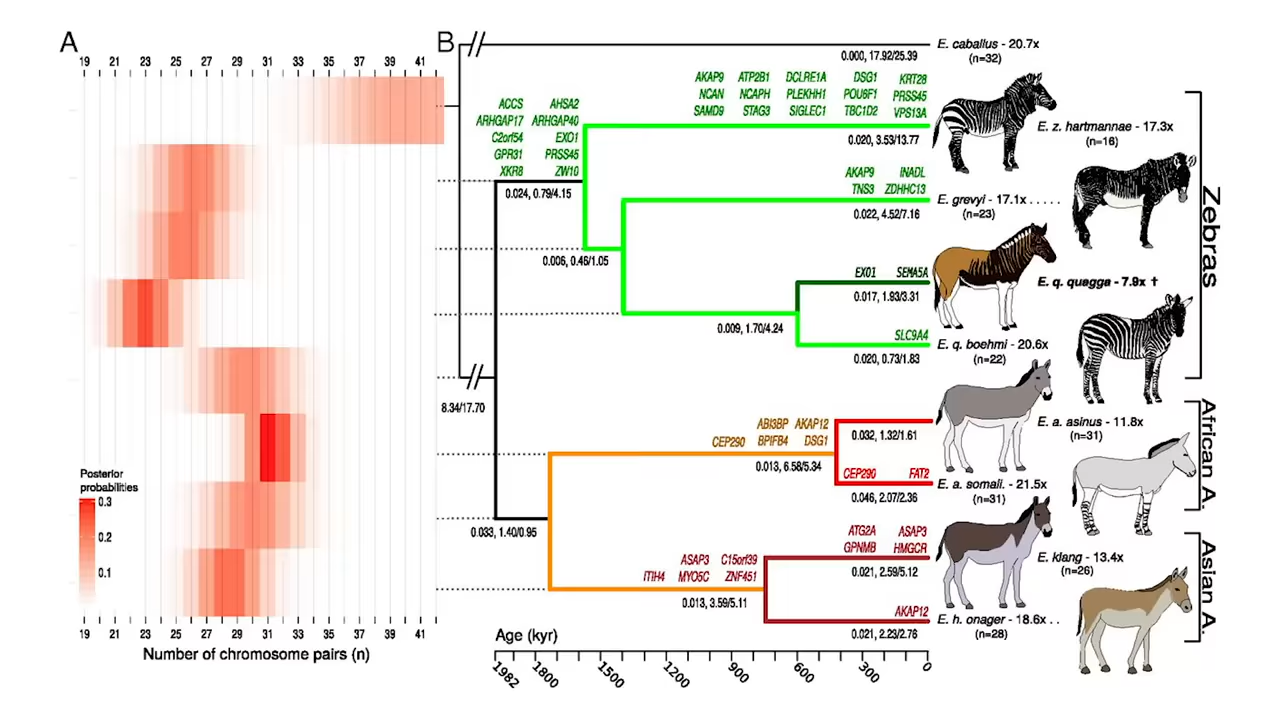 A
19 21 23 25 27 29 31 33 35 37 39 41
Posterior
probabilities
0.3
0.2
0.1
19 21 23 25 27 29 31 33 35 37 39 41
Number of chromosome pairs (n)
B
E. caballus - 20.7x
(n=32)
0.000, 17.92/25.39
AKAP9 ATP2B1 DCLRE1A DSG1 KRT28
NCAN NCAPH PLEKHH1 POU6F1 PRSS45
SAMD9 STAG3 SIGLEC1 TBC1D2 VPS13A
E. z. hartmannae - 17.3x
(n=16)
0.020, 3.53/13.77
ACCS AHSA2
ARHGAP17 ARHGAP40
C2orf54 EXO1
GPR31 PRSS45
XKR8 ZW10
0.024, 0.79/4.15
AKAP9 INADL
TNS3 ZDHHC13
E. grevyi - 17.1x . . . . .
(n=23)
0.022, 4.52/7.16
0.006, 0.46/1.05
EXO1 SEMA5A
E. q. quagga - 7.9x †
0.017, 1.93/3.31
0.009, 1.70/4.24
SLC9A4
E. q. boehmi - 20.6x
(n=22)
0.020, 0.73/1.83
Zebras
8.34/17.70
ABI3BP AKAP12
CEP290 BPIFB4 DSG1
0.013, 6.58/5.34
E. a. asinus - 11.8x
(n=31)
0.032, 1.32/1.61
CEP290 FAT2
E. a. somali. - 21.5x
(n=31)
0.046, 2.07/2.36
African A.
0.033, 1.40/0.95
ATG2A ASAP3
GPNMB HMGCR
E. kiang - 13.4x
(n=26)
0.021, 2.59/5.12
ASAP3 C15orf39
ITIH4 MYO5C ZNF451
0.013, 3.59/5.11
AKAP12
E. h. onager - 18.6x . .
(n=28)
0.021, 2.23/2.76
Asian A.
Age (kyr)
1982 1800 1500 1200 900 600 300 0